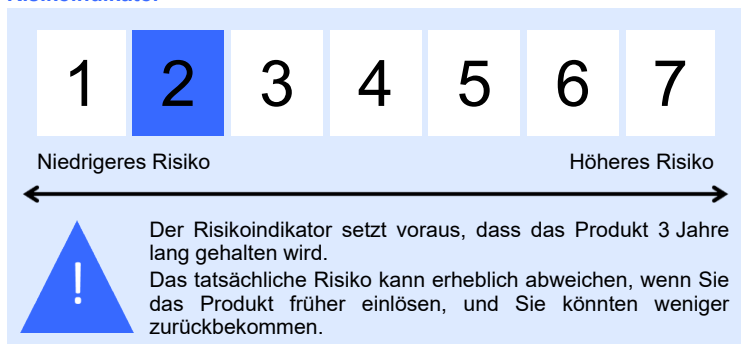 Risikoindikator
1 2 3 4 5 6 7
Niedrigeres Risiko Höheres Risiko
Der Risikoindikator setzt voraus, dass das Produkt 3 Jahre
lang gehalten wird.
!
Das tatsächliche Risiko kann erheblich abweichen, wenn Sie
das Produkt früher einlösen, und Sie könnten weniger
zurückbekommen.